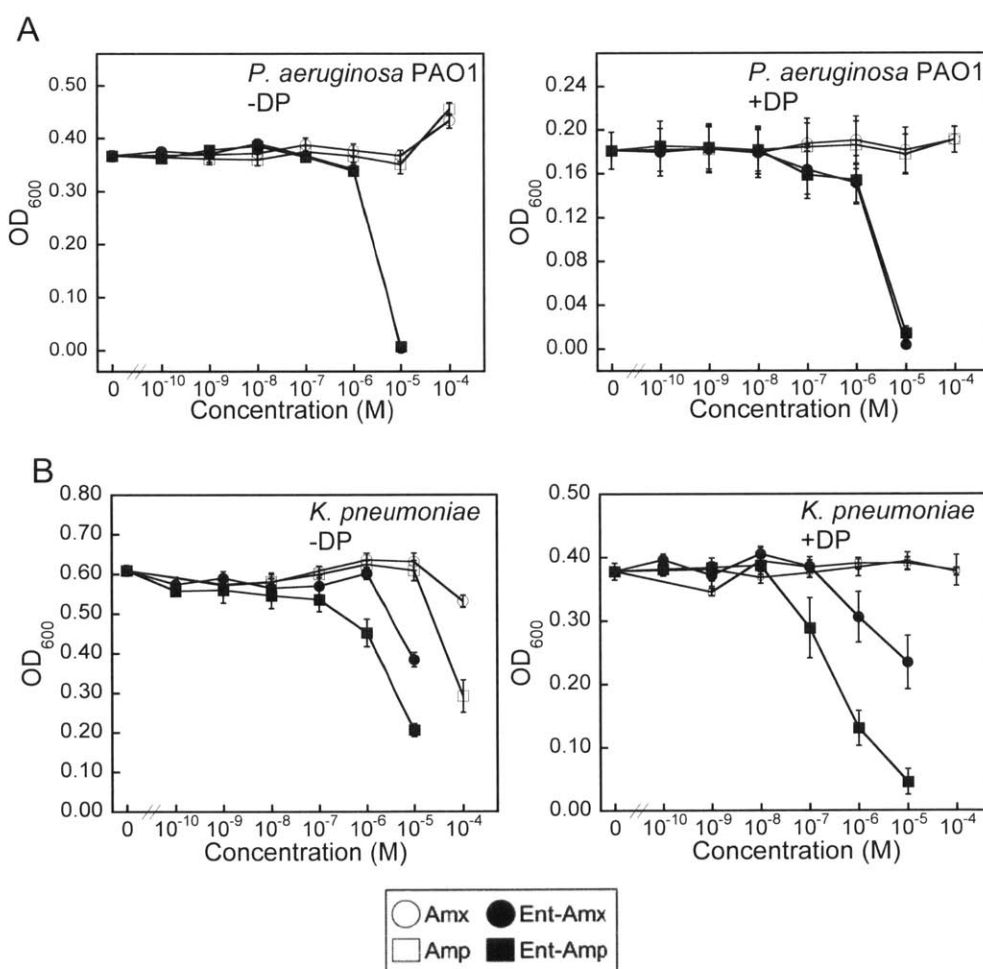 A
P. aeruginosa PAO1
-DP
OD600
0.50
0.40
0.30
0.20
0.10
0.00
0 10-10 10-9 10-8 10-7 10-6 10-5 10-4
Concentration (M)
P. aeruginosa PAO1
+DP
OD600
0.24
0.20
0.16
0.12
0.08
0.04
0.00
0 10-10 10-9 10-8 10-7 10-6 10-5 10-4
Concentration (M)
B
K. pneumoniae
-DP
OD600
0.80
0.70
0.60
0.50
0.40
0.30
0.20
0.10
0.00
0 10-10 10-9 10-8 10-7 10-6 10-5 10-4
Concentration (M)
K. pneumoniae
+DP
OD600
0.50
0.40
0.30
0.20
0.10
0.00
0 10-10 10-9 10-8 10-7 10-6 10-5 10-4
Concentration (M)
Amx Ent-Amx
Amp Ent-Amp